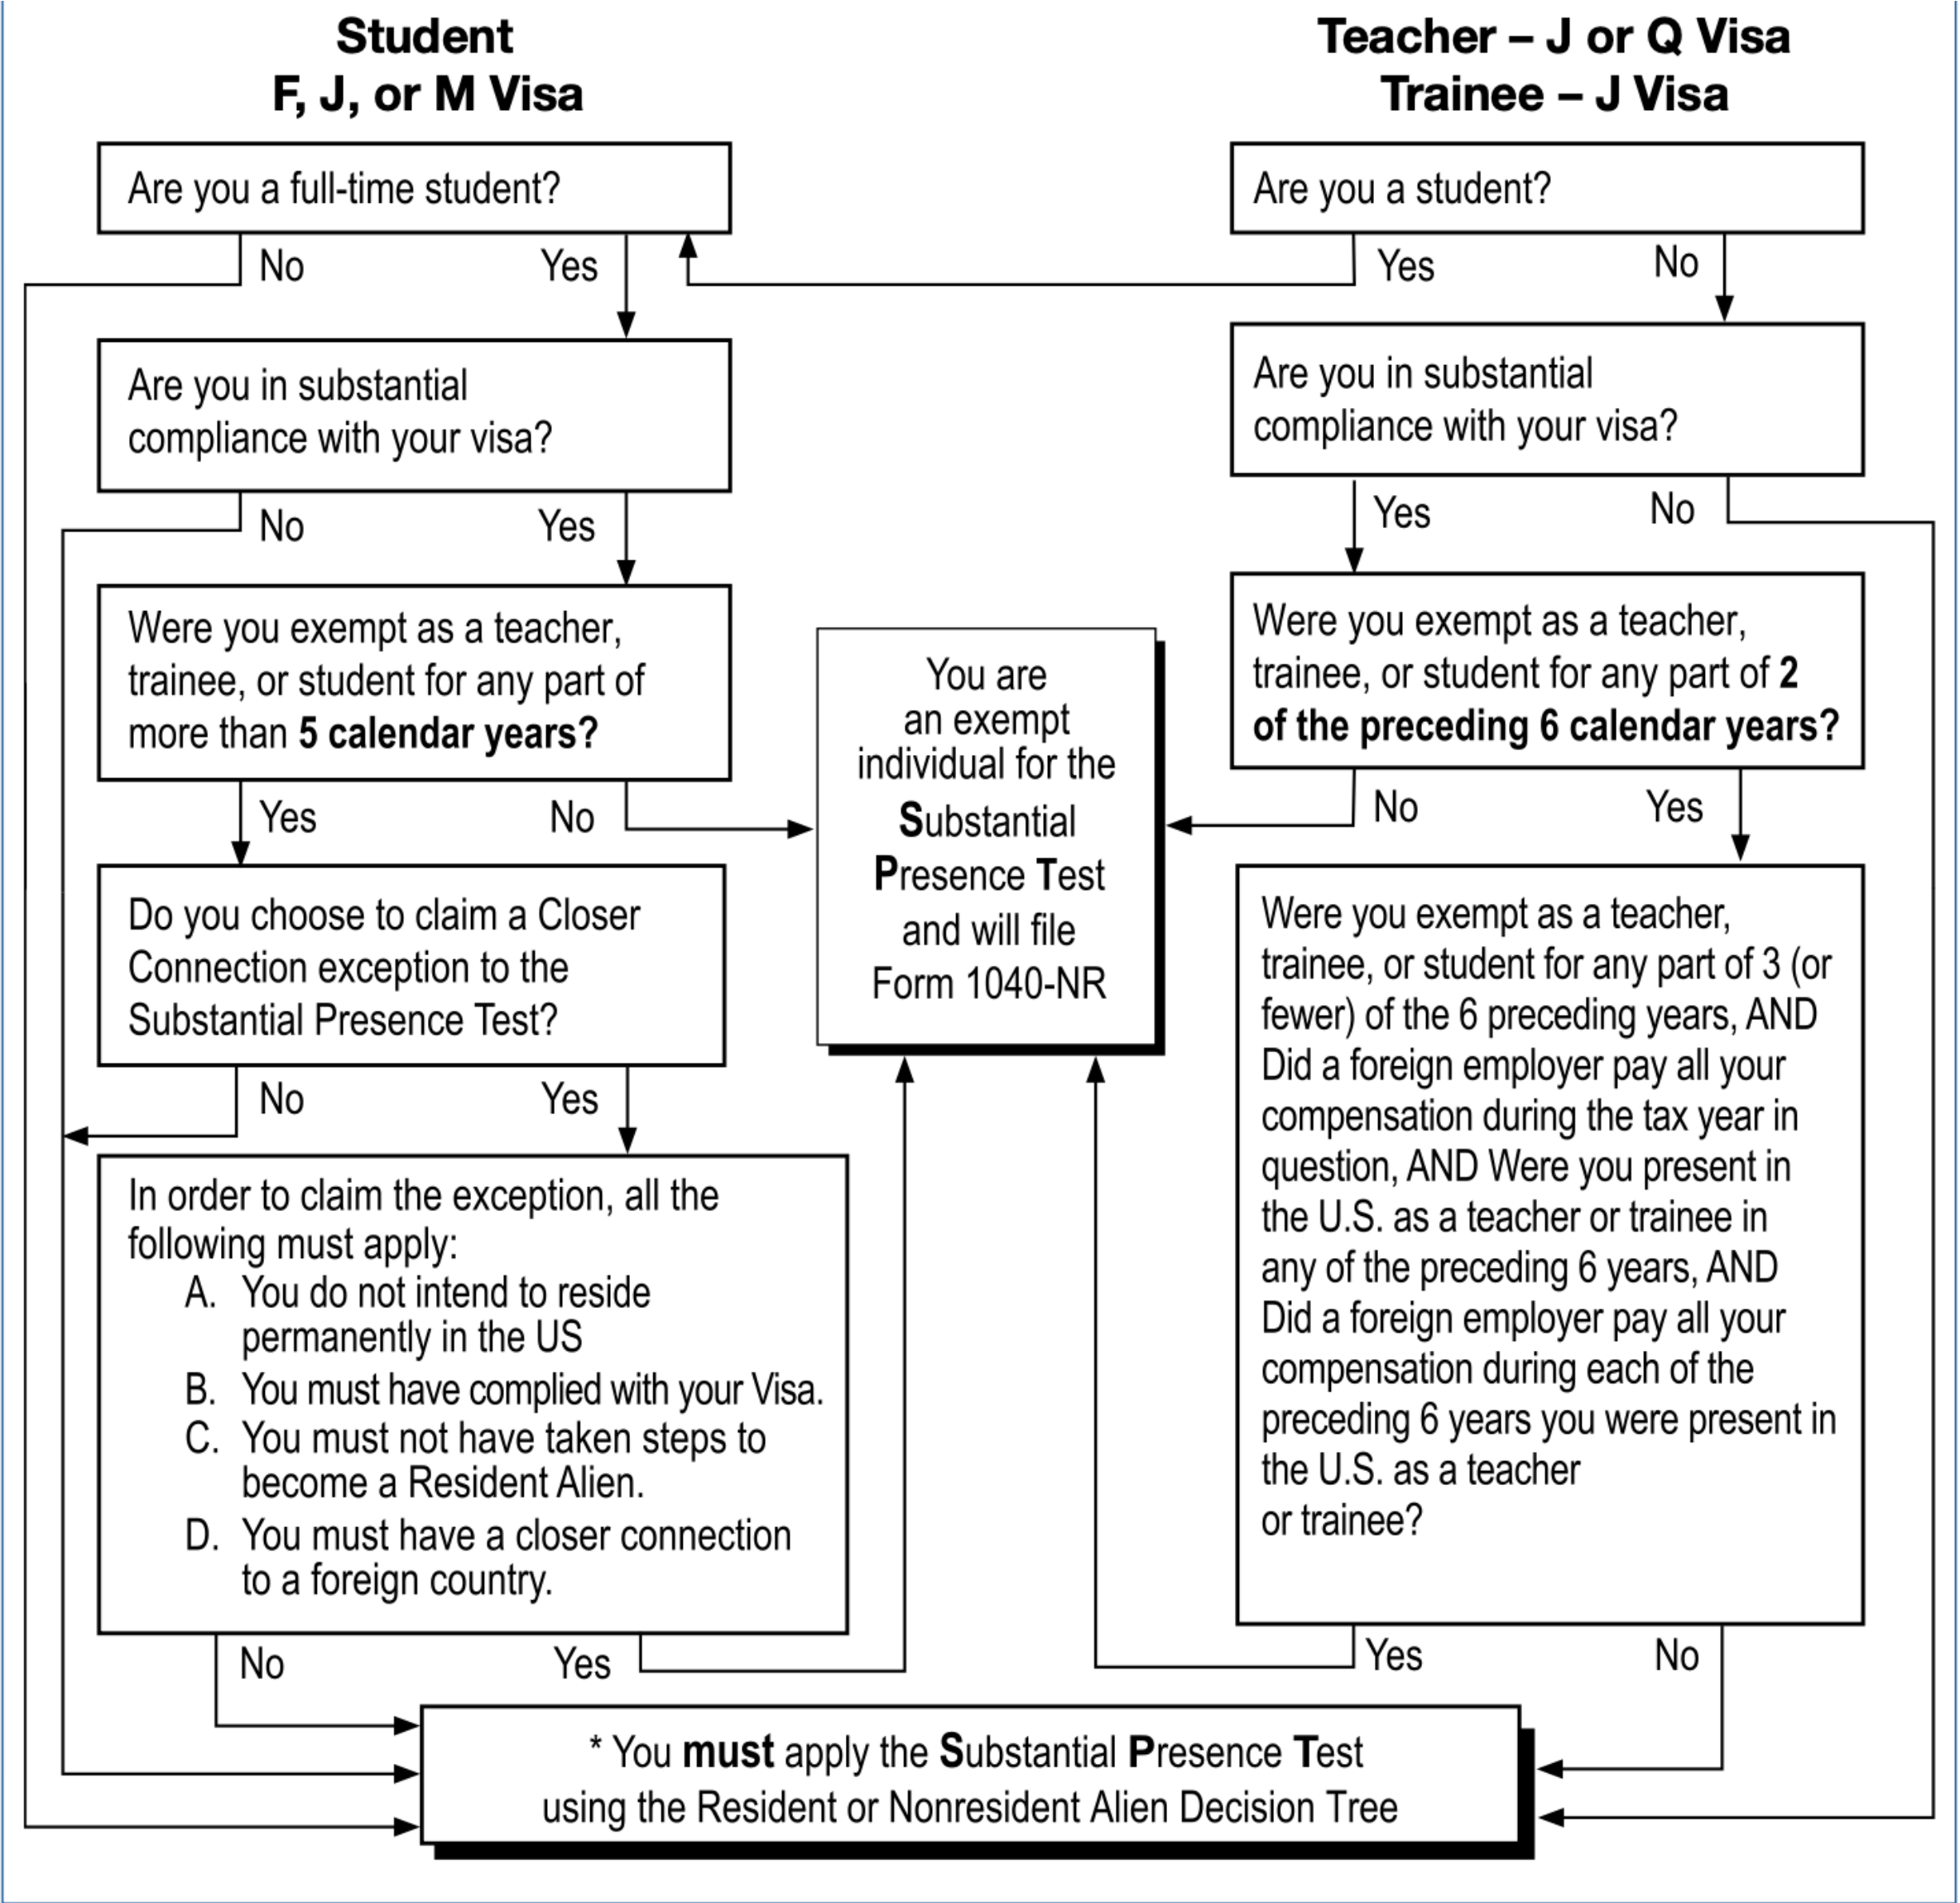 Student
F, J, or M Visa
Are you a full-time student?
No
Yes
Are you in substantial
compliance with your visa?
No
Yes
Were you exempt as a teacher,
trainee, or student for any part of
more than 5 calendar years?
Yes
No
Do you choose to claim a Closer
Connection exception to the
Substantial Presence Test?
No
Yes
In order to claim the exception, all the
following must apply:
A. You do not intend to reside
permanently in the US
B. You must have complied with your Visa.
C. You must not have taken steps to
become a Resident Alien.
D. You must have a closer connection
to a foreign country.
No
Yes
You are
an exempt
individual for the
Substantial
Presence Test
and will file
Form 1040-NR
Teacher – J or Q Visa
Trainee – J Visa
Are you a student?
Yes
No
Are you in substantial
compliance with your visa?
Yes
No
Were you exempt as a teacher,
trainee, or student for any part of 2
of the preceding 6 calendar years?
No
Yes
Were you exempt as a teacher,
trainee, or student for any part of 3 (or
fewer) of the 6 preceding years, AND
Did a foreign employer pay all your
compensation during the tax year in
question, AND Were you present in
the U.S. as a teacher or trainee in
any of the preceding 6 years, AND
Did a foreign employer pay all your
compensation during each of the
preceding 6 years you were present in
the U.S. as a teacher
or trainee?
Yes
No
* You must apply the Substantial Presence Test
using the Resident or Nonresident Alien Decision Tree